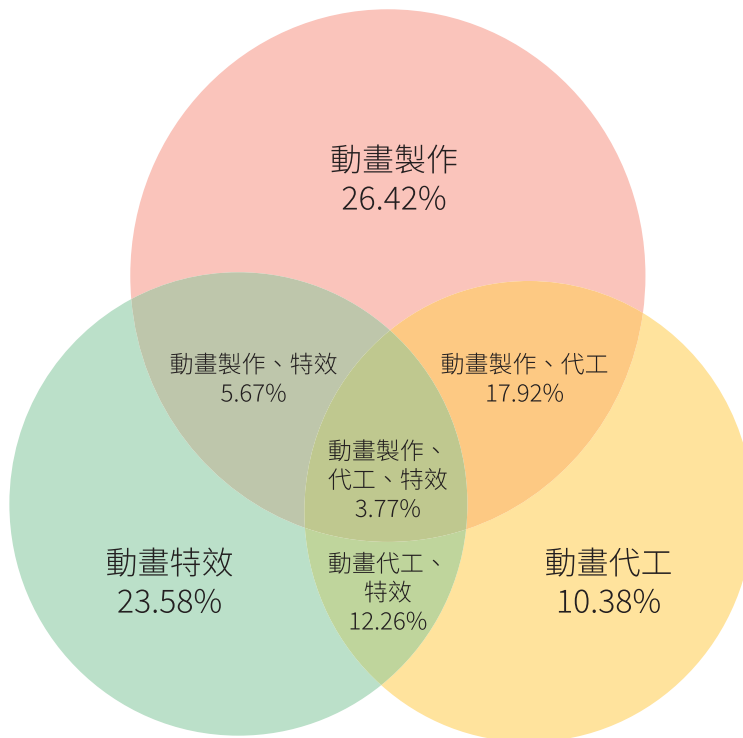 動畫製作
26.42%
動畫製作、特效
5.67%
動畫製作、代工
17.92%
動畫製作、
代工、特效
3.77%
動畫特效
23.58%
動畫代工、
特效
12.26%
動畫代工
10.38%